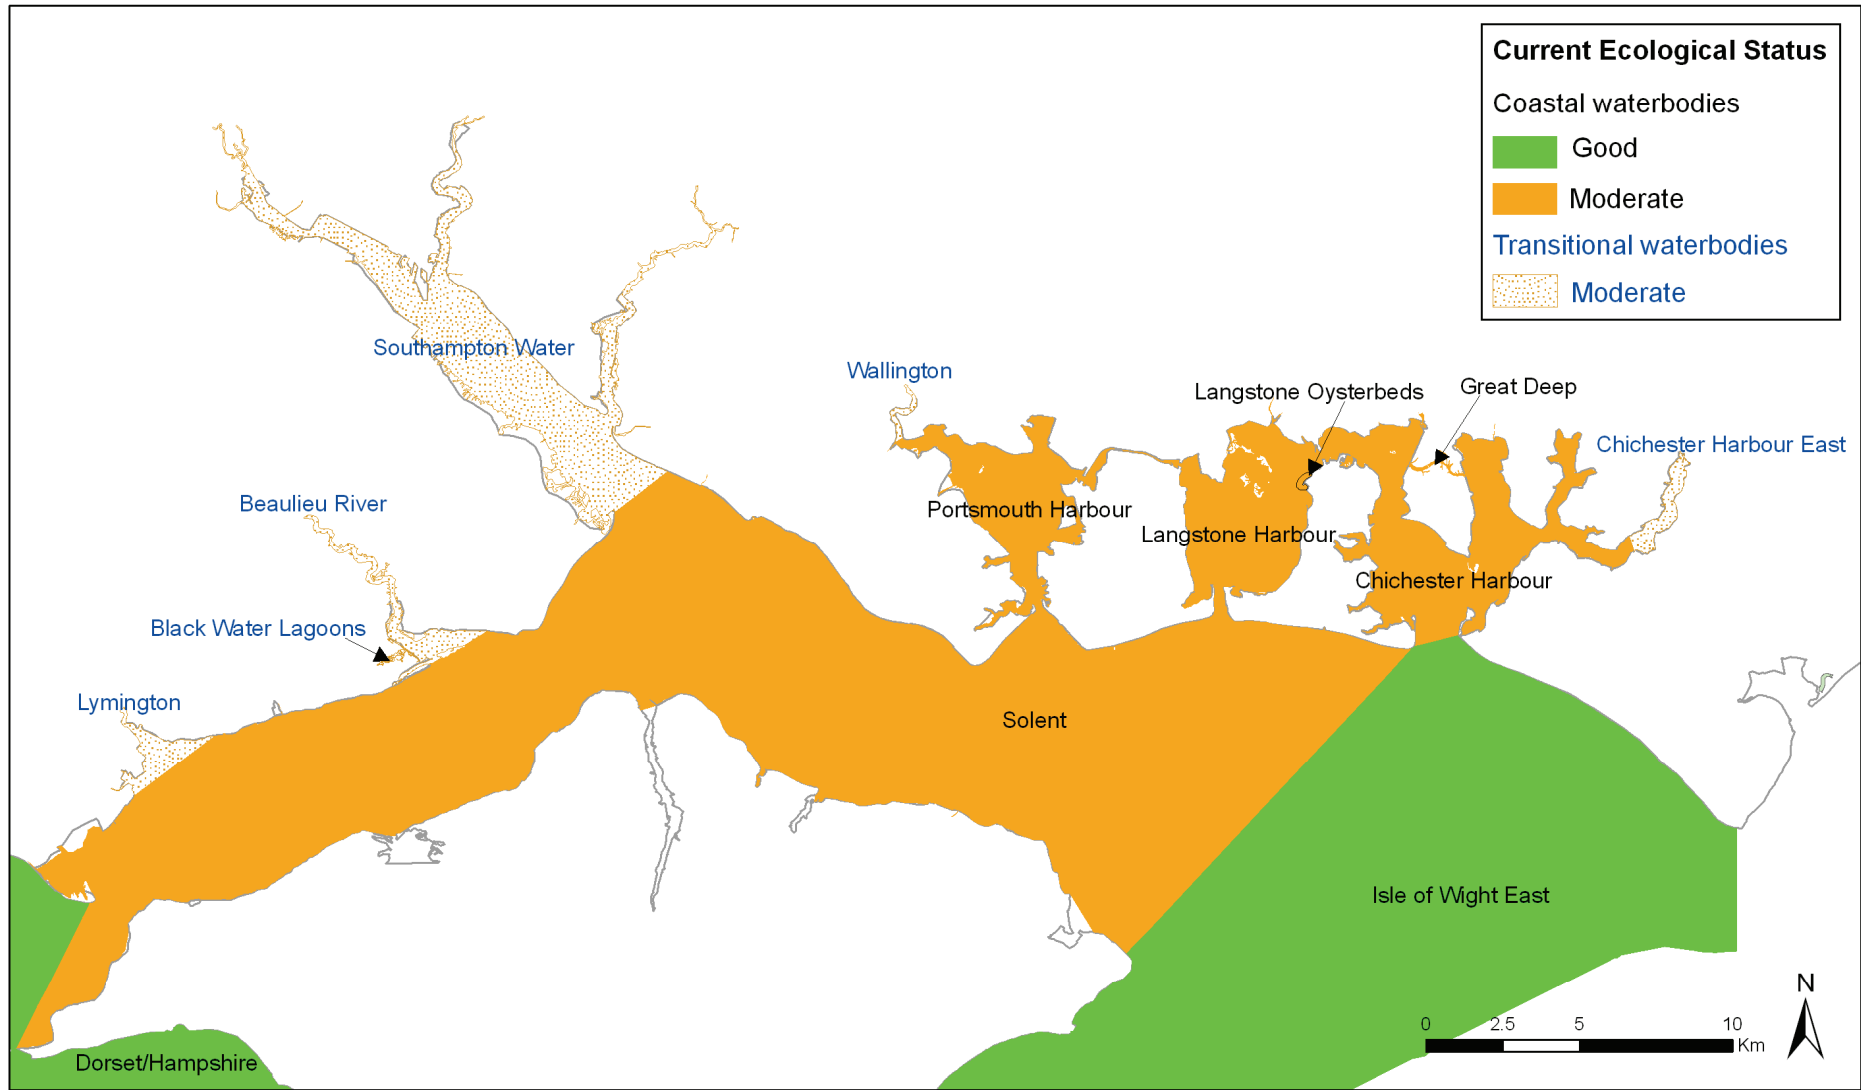 Current Ecological Status
Coastal waterbodies
Good
Moderate
Transitional waterbodies
Moderate
Southampton Water
Wallington
Langstone Oysterbeds
Great Deep
Chichester Harbour East
Beaulieu River
Portsmouth Harbour
Langstone Harbour
Chichester Harbour
Black Water Lagoons
Lymington
Solent
Isle of Wight East
Dorset/Hampshire
N
0 2.5 5 10
Km